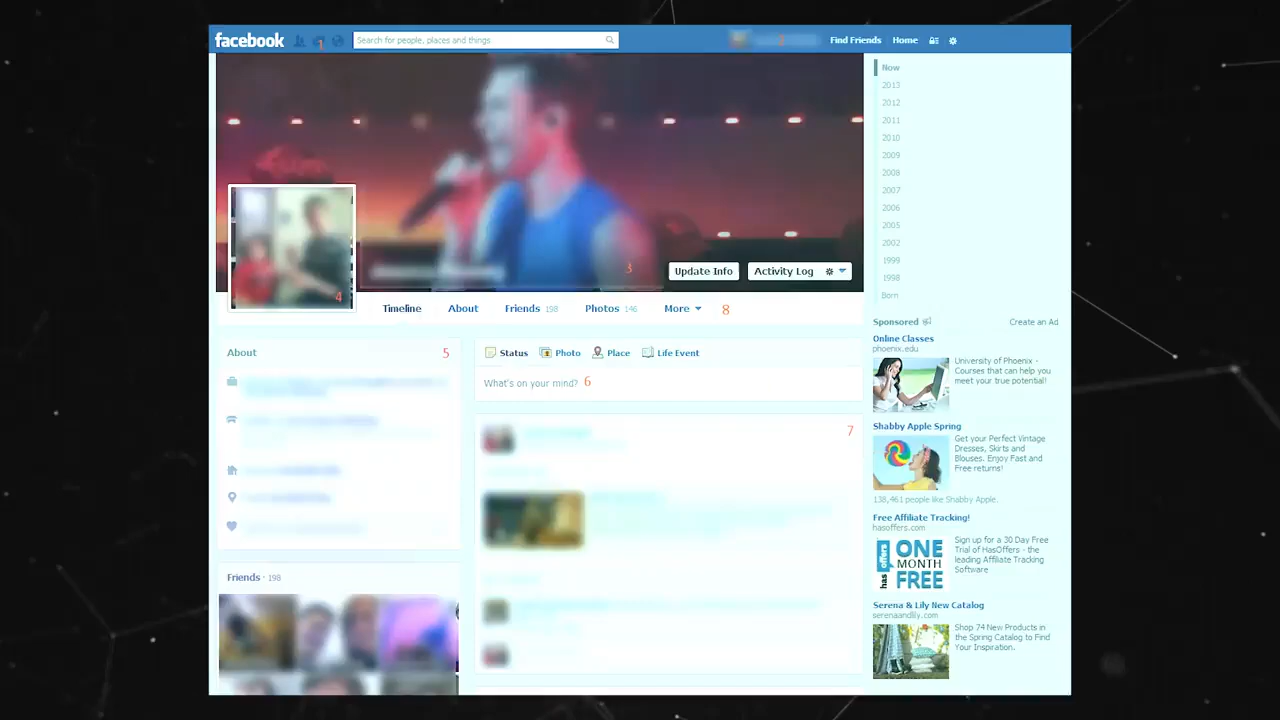 facebook
1
Search for people, places and things
Find Friends
Home
Now
2013
2012
2011
2010
2009
2008
2007
2006
2005
2002
1999
1998
Born
3
4
Update Info
Activity Log
Timeline
About
Friends 198
Photos 146
More
8
About
5
Status
Photo
Place
Life Event
What's on your mind?
6
7
Friends · 198
Sponsored
Create an Ad
Online Classes
phoenix.edu
University of Phoenix -
Courses that can help you
meet your true potential!
Shabby Apple Spring
Get your Perfect Vintage
Dresses, Skirts and
Blouses. Enjoy Fast and
Free returns!
138,461 people like Shabby Apple.
Free Affiliate Tracking!
hasoffers.com
has offers
ONE
MONTH
FREE
Sign up for a 30 Day Free
Trial of HasOffers - the
leading Affiliate Tracking
Software
Serena & Lily New Catalog
serenaandlily.com
Shop 74 New Products in
the Spring Catalog to Find
Your Inspiration.